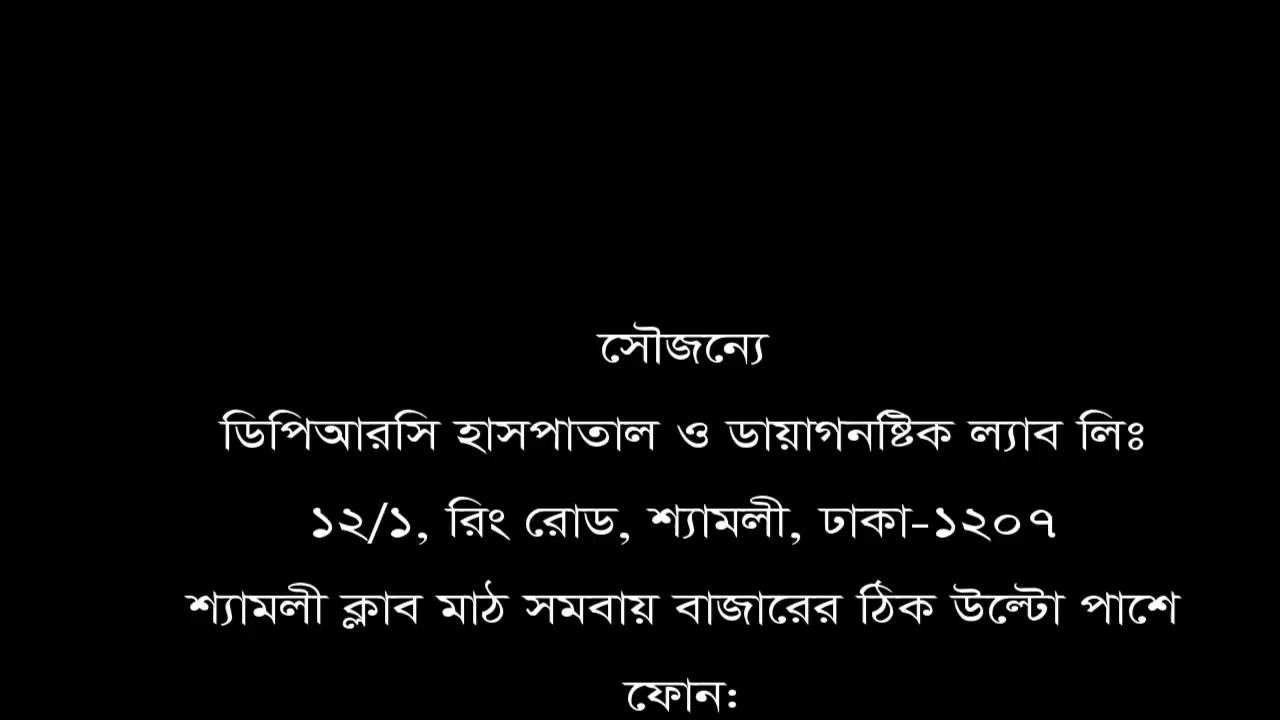 সৌজন্যে
ডিপিআরসি হাসপাতাল ও ডায়াগনষ্টিক ল্যাব লিঃ
১২/১, রিং রোড, শ্যামলী, ঢাকা-১২০৭
শ্যামলী ক্লাব মাঠ সমবায় বাজারের ঠিক উল্টো পাশে
ফোন: